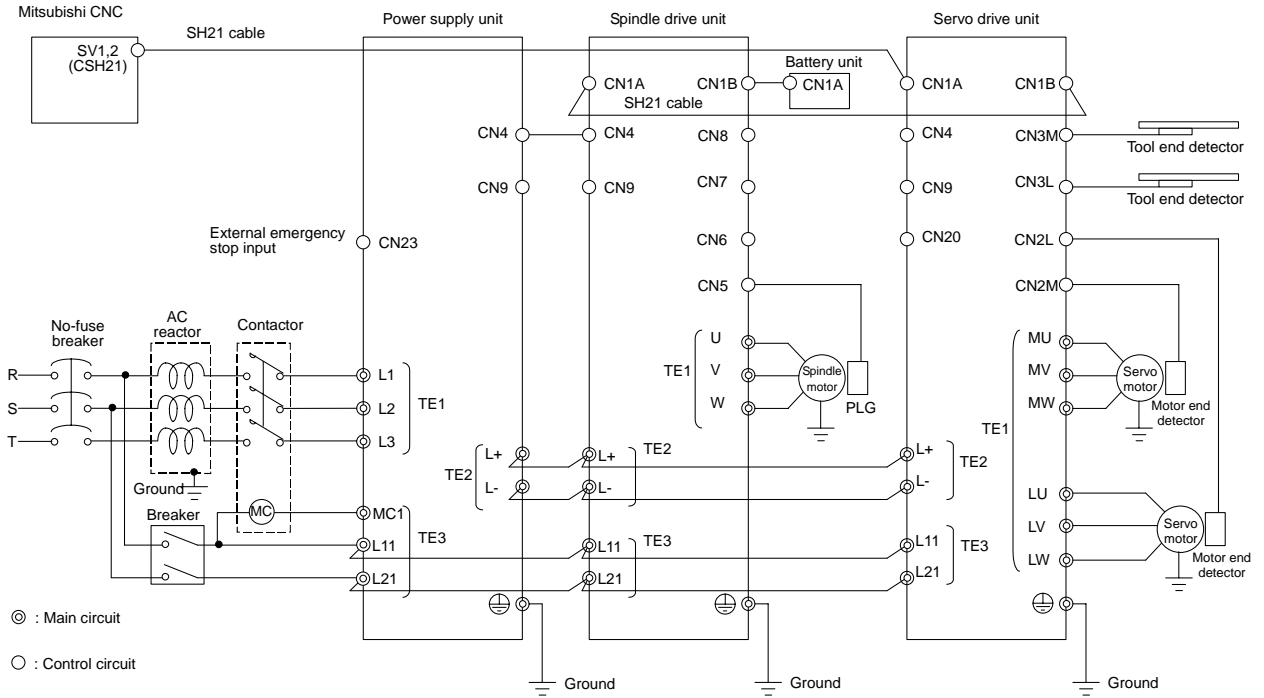 Mitsubishi CNC
SV1,2
(CSH21)
SH21 cable
Power supply unit
Spindle drive unit
Servo drive unit
Battery unit
CN1A
CN1B
CN1A
CN1A
CN1B
SH21 cable
CN4
CN4
CN8
CN4
CN3M
Tool end detector
CN9
CN9
CN7
CN9
CN3L
Tool end detector
External emergency
stop input
CN23
CN6
CN20
CN2L
CN5
CN2M
No-fuse
breaker
AC
reactor
Contactor
R
S
T
L1
L2
L3
TE1
TE1
U
V
W
Spindle
motor
PLG
TE1
MU
MV
MW
Servo
motor
Motor end
detector
TE2
L+
L-
L+
L-
TE2
L+
L-
TE2
Ground
Breaker
MC
MC1
L11
L21
TE3
L11
L21
TE3
L11
L21
TE3
LU
LV
LW
Servo
motor
Motor end
detector
: Main circuit
: Control circuit
Ground
Ground
Ground